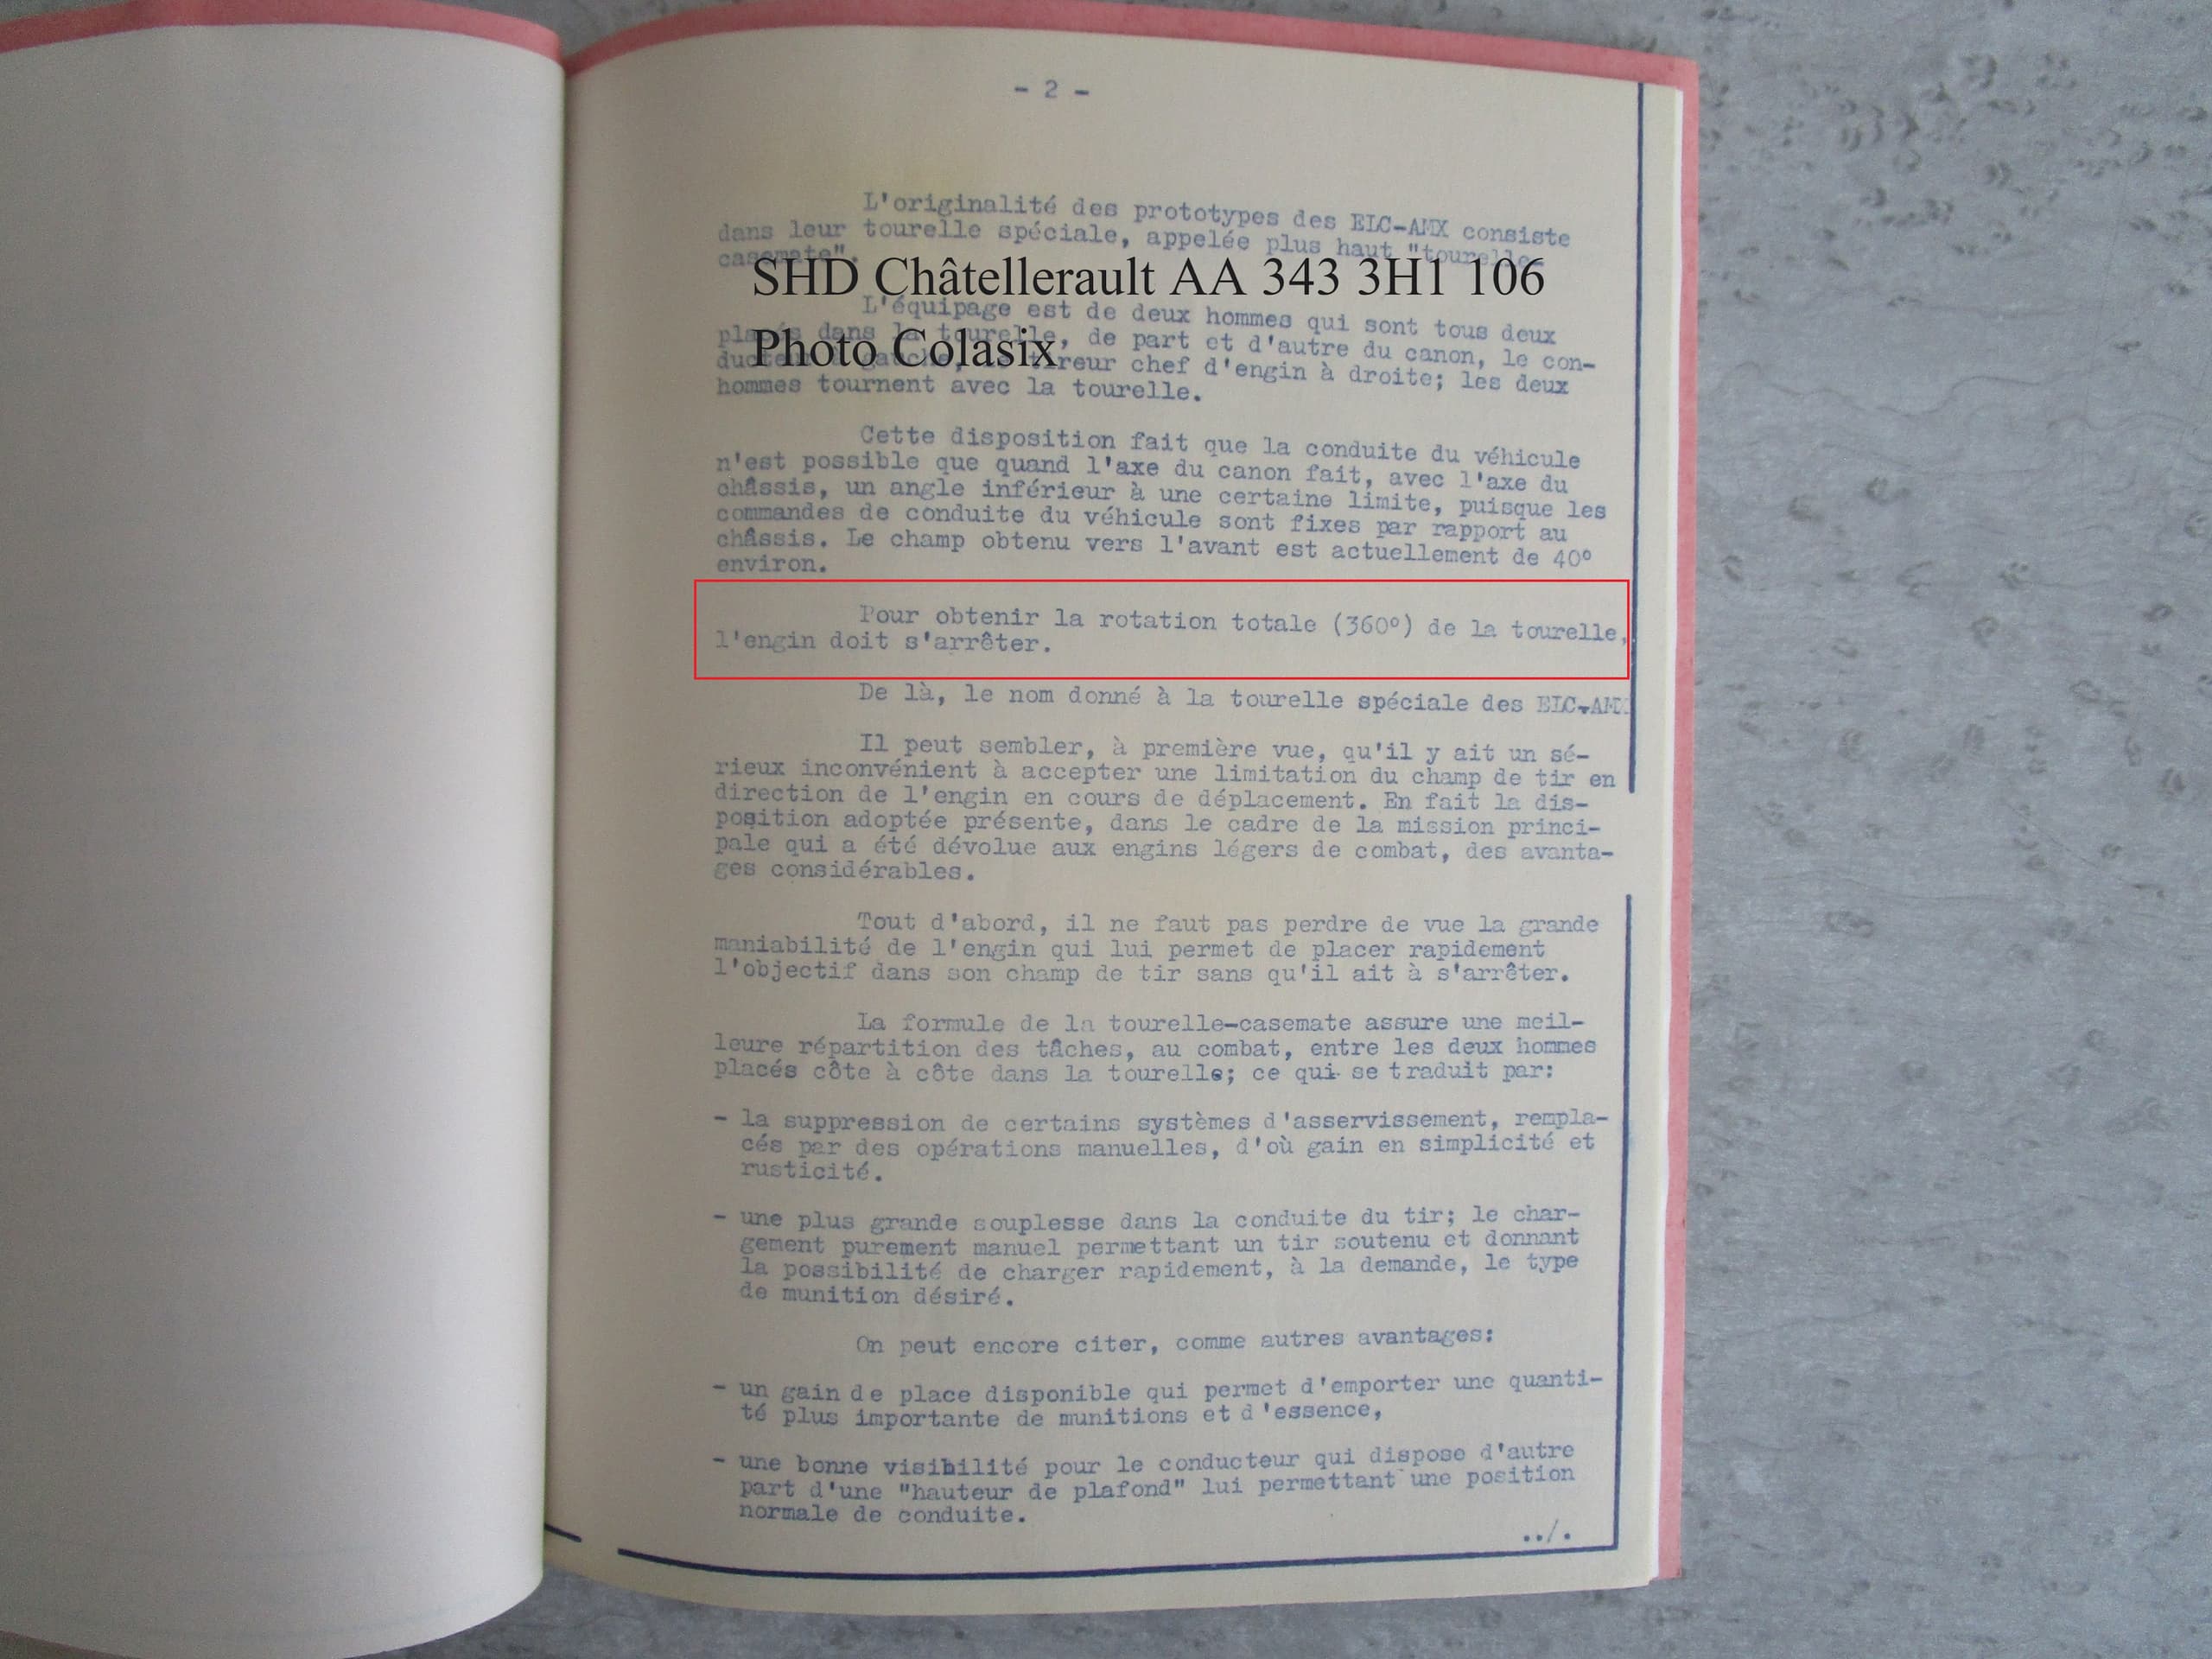 - 2 -
L'originalité des prototypes des ELC-AMX consiste
dans leur tourelle spéciale, appelée plus haut "tourelle-
casemate".
SHD Châtellerault AA 343 3H1 106
L'équipage est de deux hommes qui sont tous deux
placés dans la tourelle, de part et d'autre du canon, le con-
Photo Colasix
ducteur à gauche, le tireur chef d'engin à droite; les deux
hommes tournent avec la tourelle.
Cette disposition fait que la conduite du véhicule
n'est possible que quand l'axe du canon fait, avec l'axe du
châssis, un angle inférieur à une certaine limite, puisque les
commandes de conduite du véhicule sont fixes par rapport au
châssis. Le champ obtenu vers l'avant est actuellement de 40°
environ.
Pour obtenir la rotation totale (360°) de la tourelle,
l'engin doit s'arrêter.
De là, le nom donné à la tourelle spéciale des ELC-AMX
Il peut sembler, à première vue, qu'il y ait un sé-
rieux inconvénient à accepter une limitation du champ de tir en
direction de l'engin en cours de déplacement. En fait la dis-
position adoptée présente, dans le cadre de la mission princi-
pale qui a été dévolue aux engins légers de combat, des avanta-
ges considérables.
Tout d'abord, il ne faut pas perdre de vue la grande
maniabilité de l'engin qui lui permet de placer rapidement
l'objectif dans son champ de tir sans qu'il ait à s'arrêter.
La formule de la tourelle-casemate assure une meil-
leure répartition des tâches, au combat, entre les deux hommes
placés côte à côte dans la tourelle; ce qui se traduit par:
- la suppression de certains systèmes d'asservissement, rempla-
cés par des opérations manuelles, d'où gain en simplicité et
rusticité.
- une plus grande souplesse dans la conduite du tir; le char-
gement purement manuel permettant un tir soutenu et donnant
la possibilité de charger rapidement, à la demande, le type
de munition désiré.
On peut encore citer, comme autres avantages:
- un gain de place disponible qui permet d'emporter une quanti-
té plus importante de munitions et d'essence,
- une bonne visibilité pour le conducteur qui dispose d'autre
part d'une "hauteur de plafond" lui permettant une position
normale de conduite.
../.